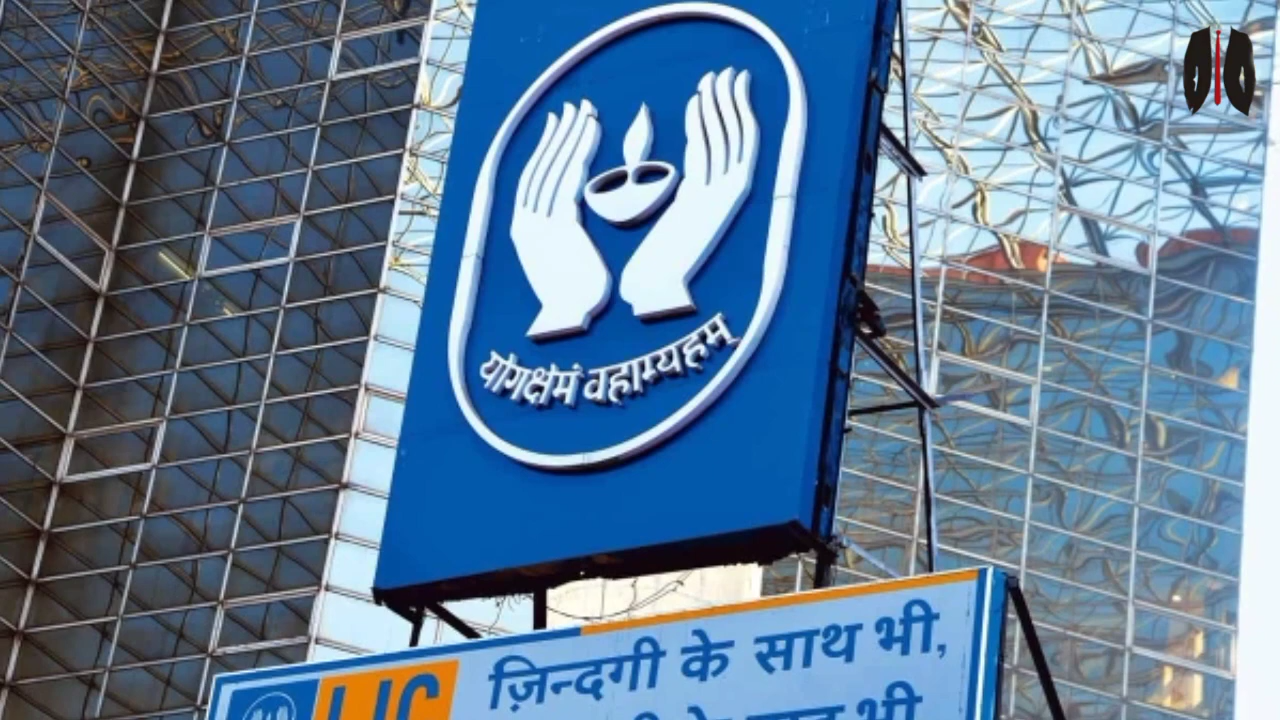 योगक्षेमं वहाम्यहम्
LIC
ज़िन्दगी के साथ भी,
भी